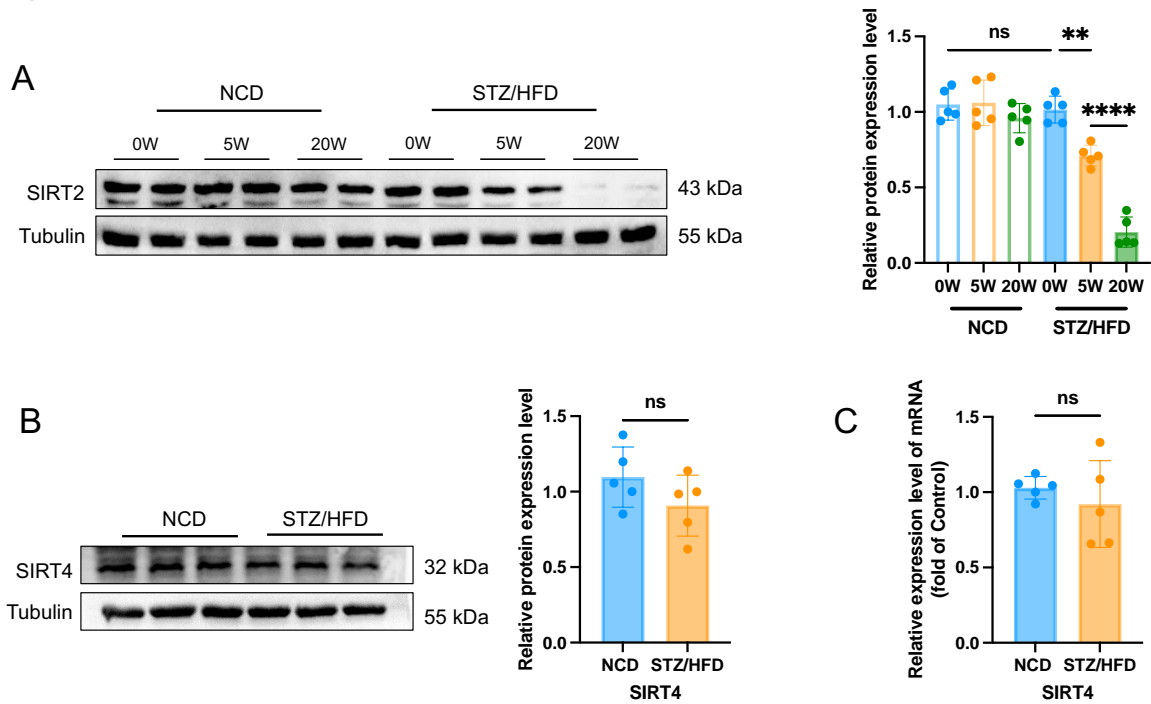 A
NCD
STZ/HFD
0W 5W 20W 0W 5W 20W
SIRT2
43 kDa
Tubulin
55 kDa
Relative protein expression level
1.5
1.0
0.5
0.0
ns
**
****
0W 5W 20W 0W 5W 20W
NCD
STZ/HFD
B
NCD
STZ/HFD
SIRT4
32 kDa
Tubulin
55 kDa
Relative protein expression level
1.5
1.0
0.5
0.0
ns
NCD STZ/HFD
SIRT4
C
Relative expression level of mRNA
(fold of Control)
1.5
1.0
0.5
0.0
ns
NCD STZ/HFD
SIRT4